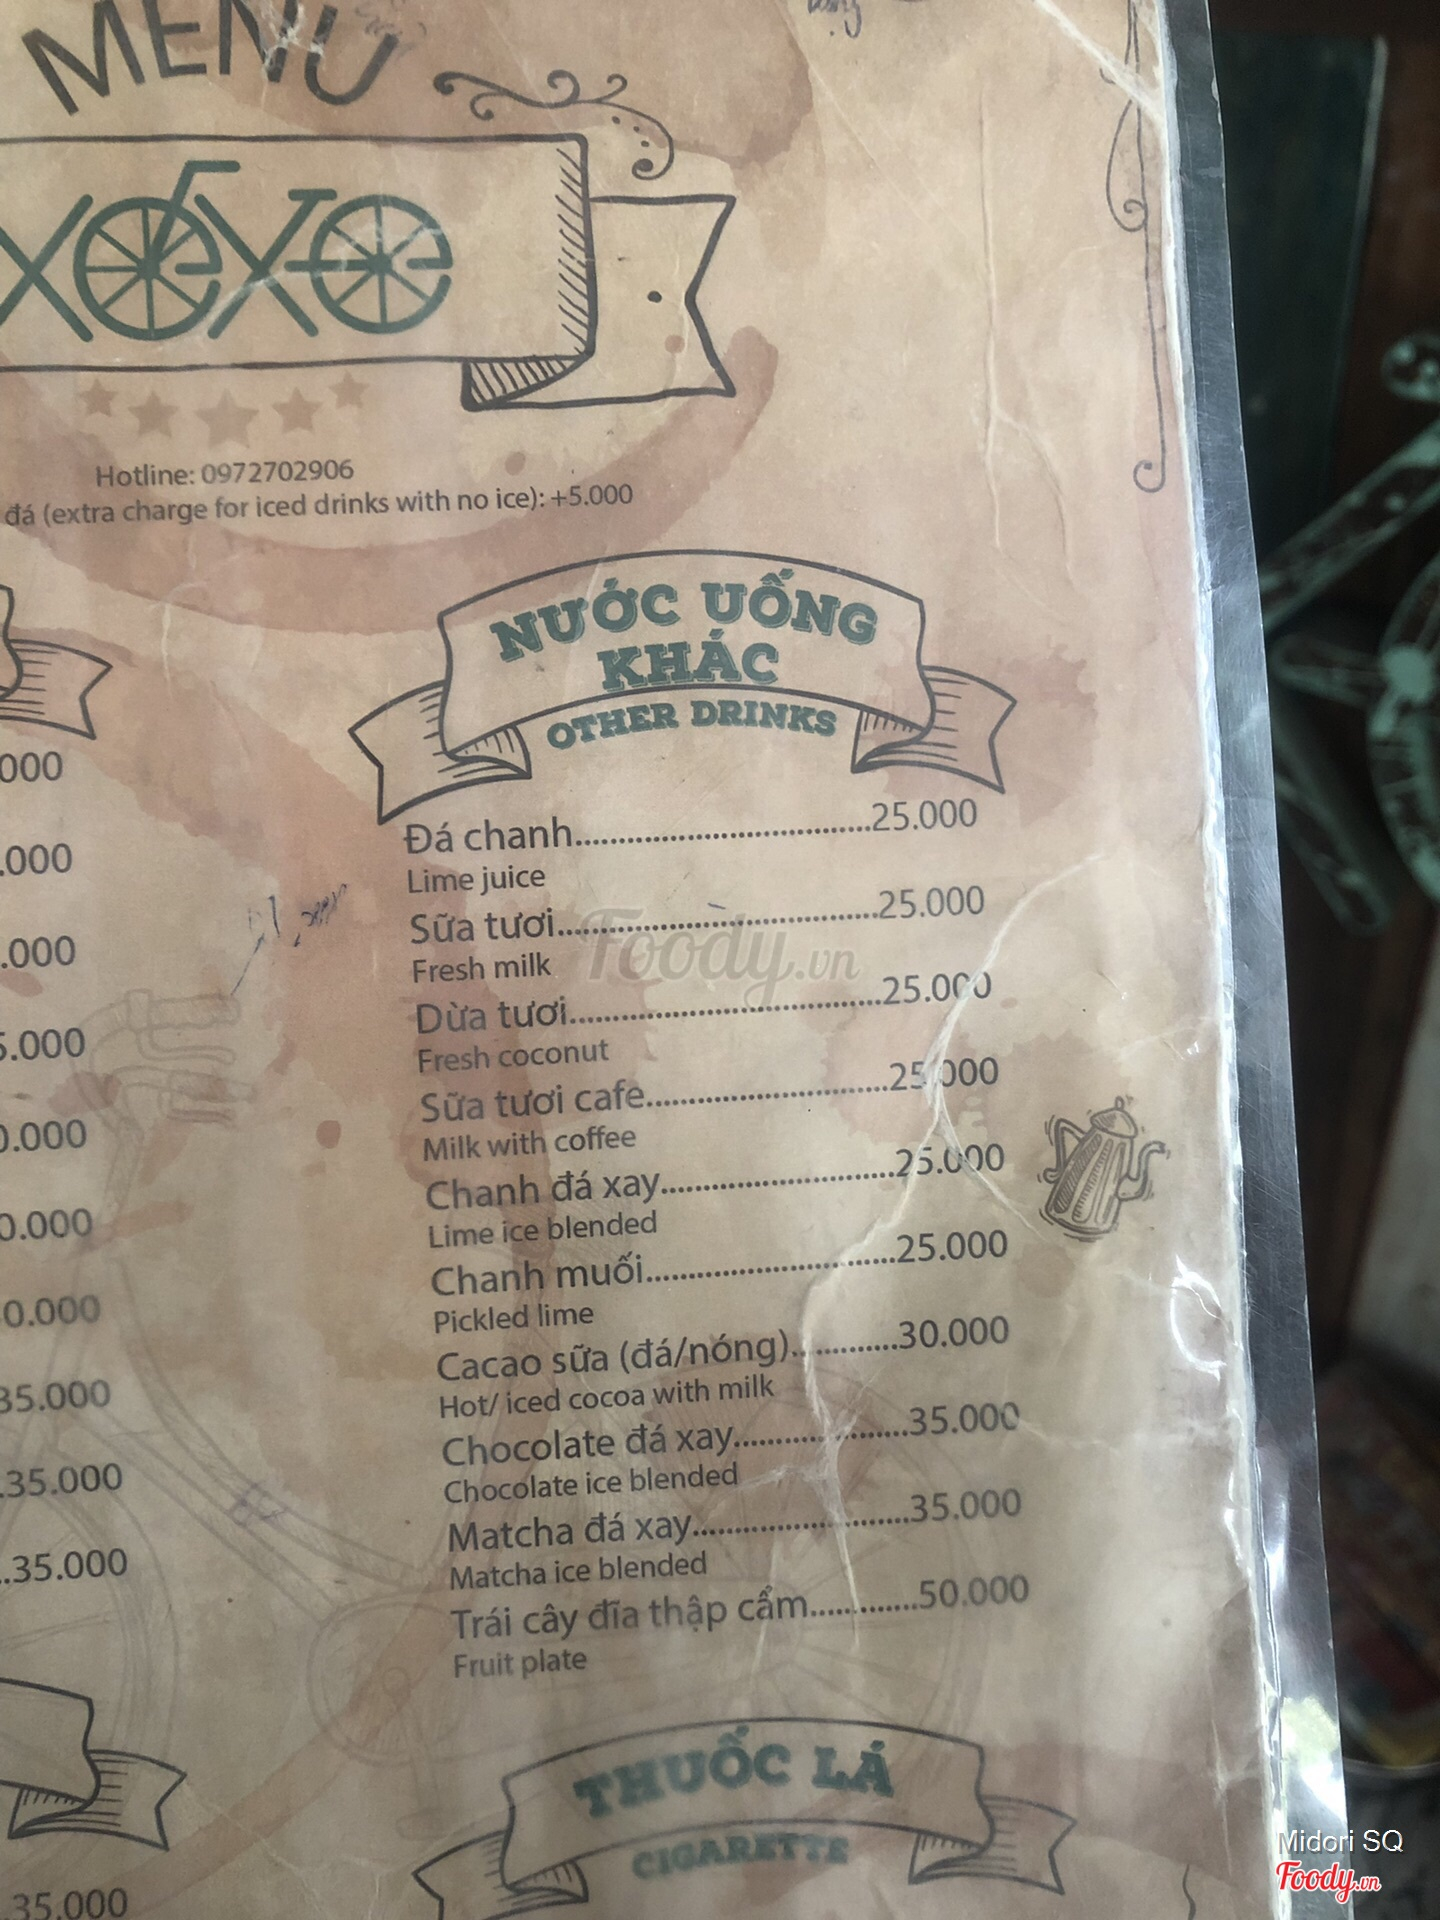 MENU
XOEXE
Hotline: 0972702906
đá (extra charge for iced drinks with no ice): +5.000
NƯỚC UỐNG
KHÁC
OTHER DRINKS
Đá chanh................................25.000
Lime juice
Sữa tươi...................................25.000
Fresh milk
Dừa tươi..................................25.000
Fresh coconut
Sữa tươi cafe..........................25.000
Milk with coffee
Chanh đá xay.........................25.000
Lime ice blended
Chanh muối...........................25.000
Pickled lime
Cacao sữa (đá/nóng)............30.000
Hot/ iced cocoa with milk
Chocolate đá xay...................35.000
Chocolate ice blended
Matcha đá xay.......................35.000
Matcha ice blended
Trái cây đĩa thập cẩm............50.000
Fruit plate
THUỐC LÁ
CIGARETTE
000
.000
.000
5.000
0.000
0.000
0.000
35.000
.35.000
..35.000
.35.000
Foody.vn
Midori SQ
Foody.vn